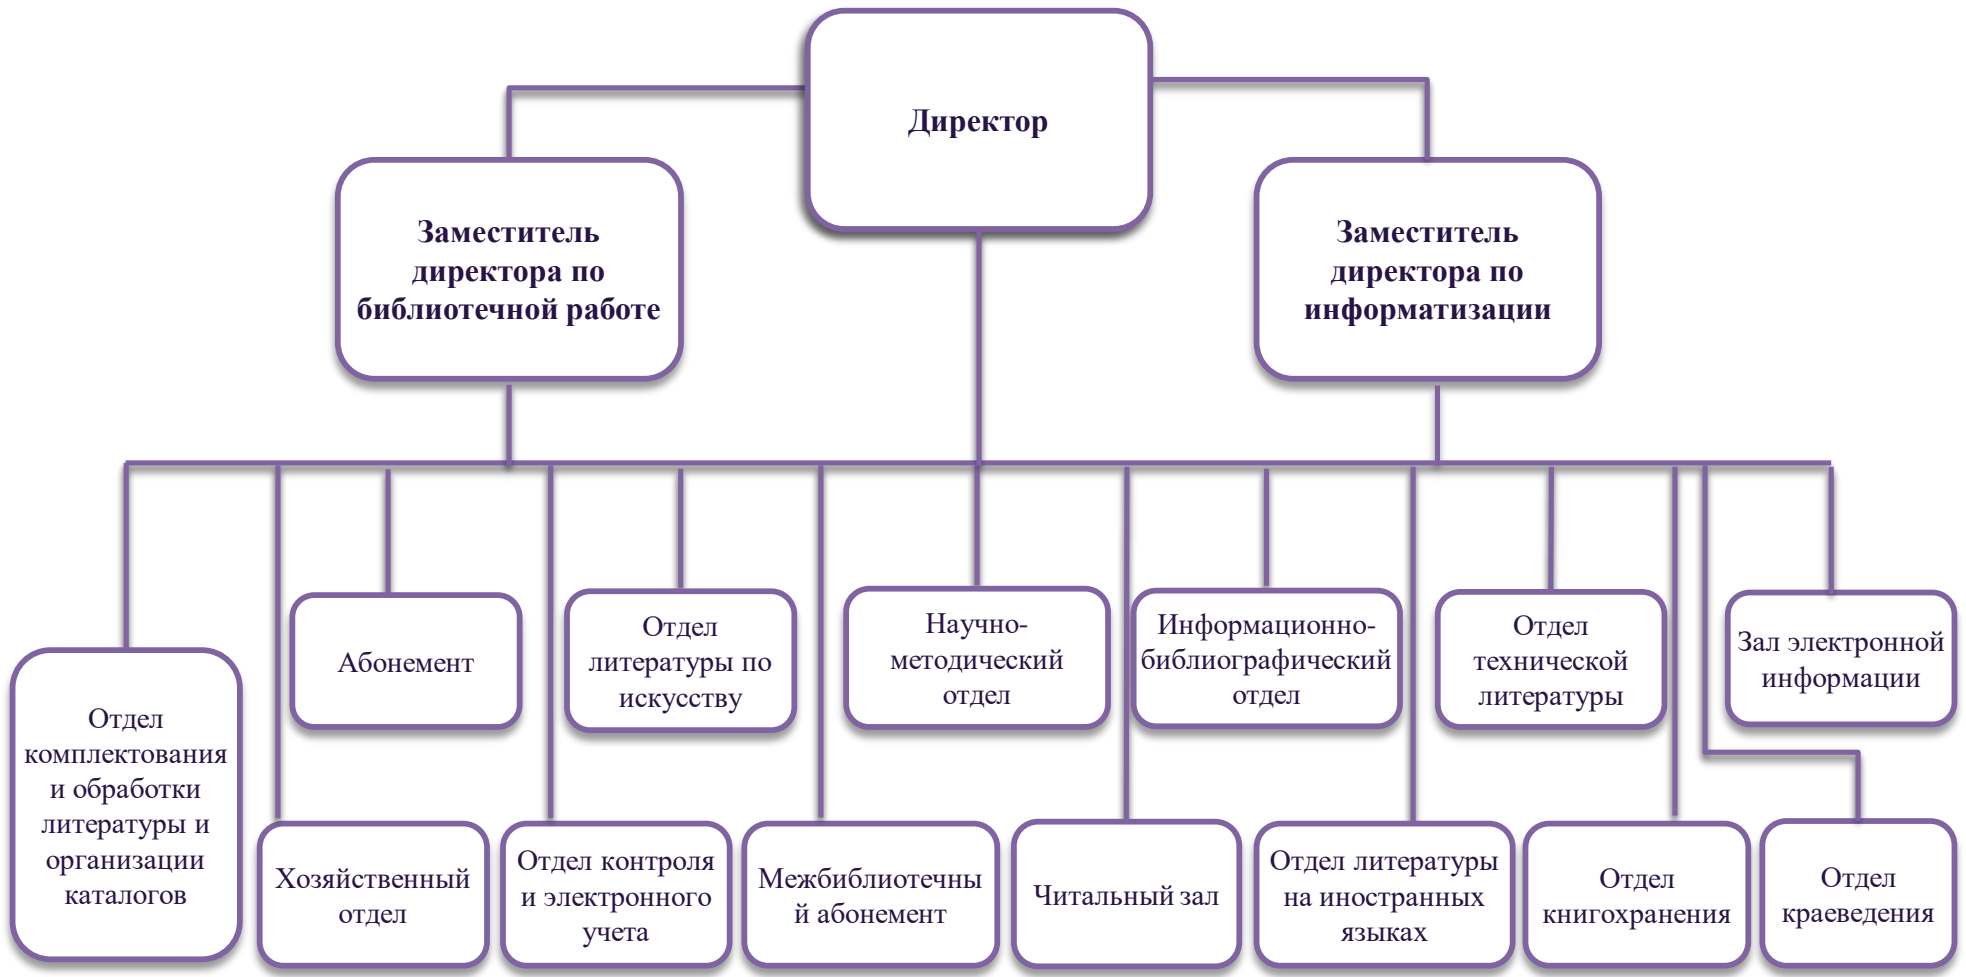 Директор
Заместитель
директора по
библиотечной работе
Заместитель
директора по
информатизации
Отдел
комплектования
и обработки
литературы и
организации
каталогов
Абонемент
Отдел
литературы по
искусству
Научно-
методический
отдел
Информационно-
библиографический
отдел
Отдел
технической
литературы
Зал электронной
информации
Хозяйственный
отдел
Отдел контроля
и электронного
учета
Межбиблиотечны
й абонемент
Читальный зал
Отдел литературы
на иностранных
языках
Отдел
книгохранения
Отдел
краеведения